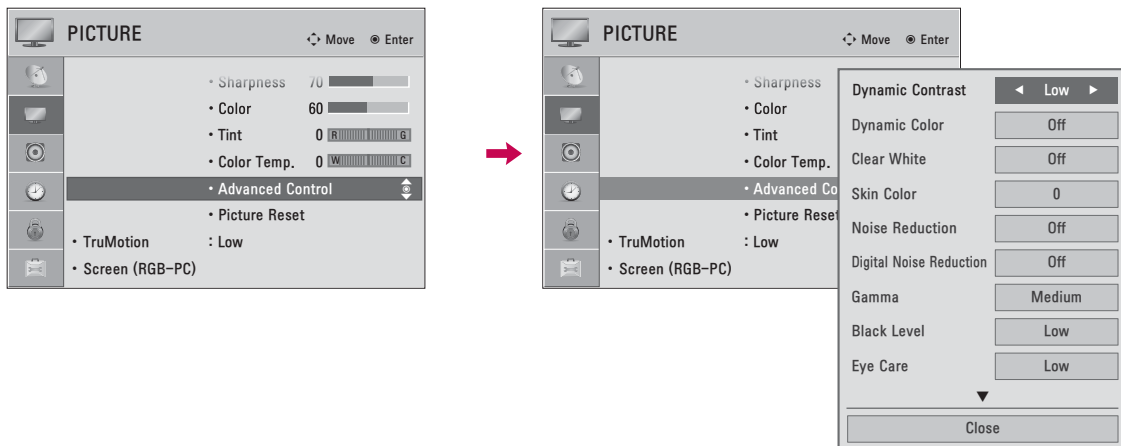 PICTURE
Move Enter
• Sharpness 70
• Color 60
• Tint 0 R G
• Color Temp. 0 W C
• Advanced Control
• Picture Reset
• TruMotion : Low
• Screen (RGB-PC)
PICTURE
Move Enter
• Sharpness
• Color
• Tint
• Color Temp.
• Advanced Co
• Picture Reset
• TruMotion : Low
• Screen (RGB-PC)
Dynamic Contrast ◀ Low ▶
Dynamic Color Off
Clear White Off
Skin Color 0
Noise Reduction Off
Digital Noise Reduction Off
Gamma Medium
Black Level Low
Eye Care Low
▼
Close